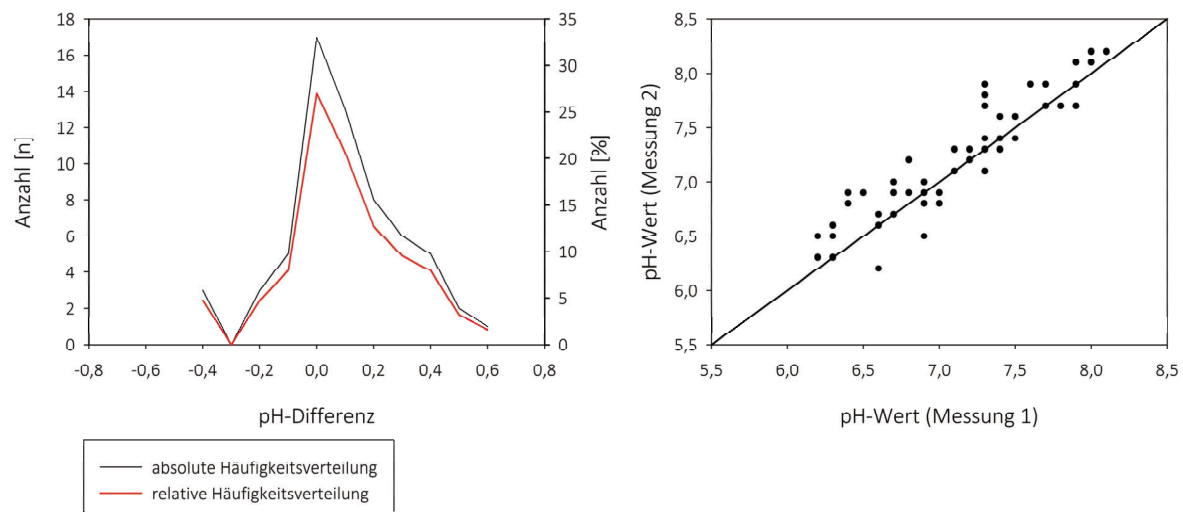 18
16
14
12
10
8
6
4
2
0
Anzahl [n]
35
30
25
20
15
10
5
0
Anzahl [%]
-0,8 -0,6 -0,4 -0,2 0,0 0,2 0,4 0,6 0,8
pH-Differenz
absolute Häufigkeitsverteilung
relative Häufigkeitsverteilung
8,5
8,0
7,5
7,0
6,5
6,0
5,5
pH-Wert (Messung 2)
5,5 6,0 6,5 7,0 7,5 8,0 8,5
pH-Wert (Messung 1)